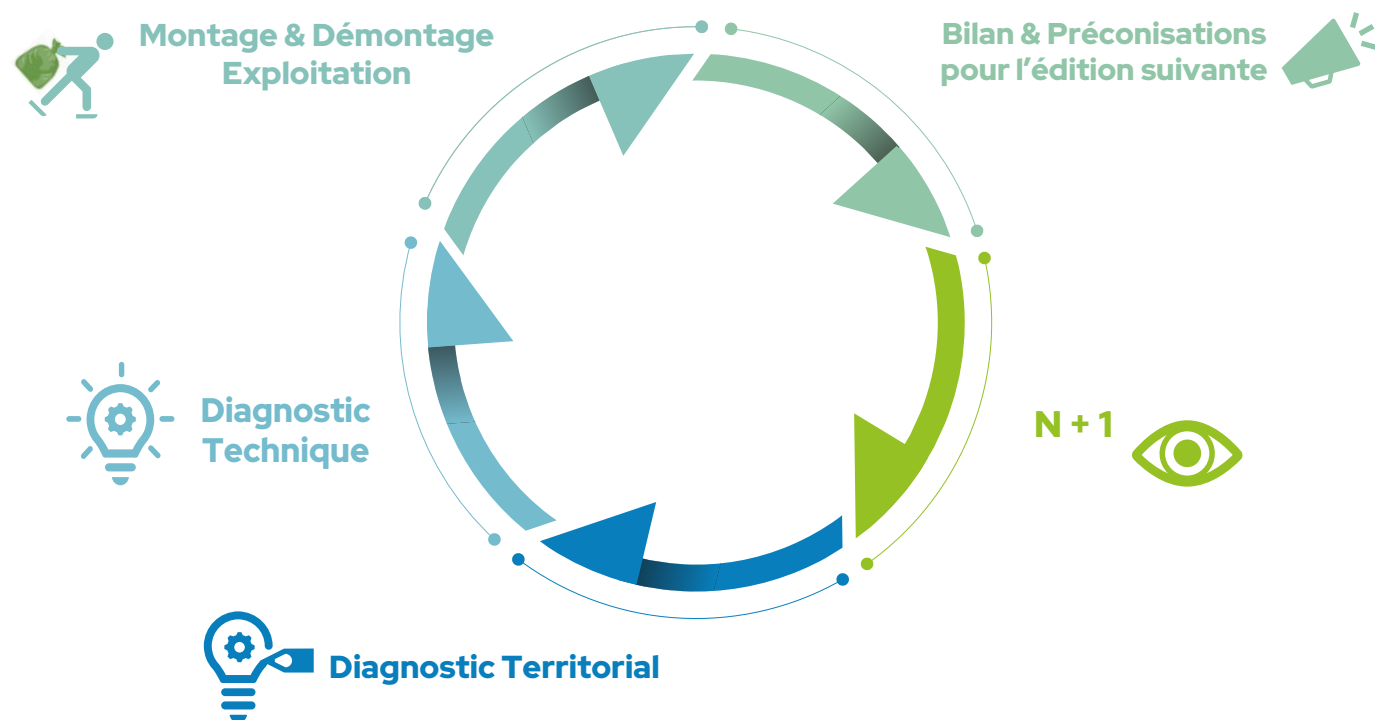 Montage & Démontage
Exploitation
Bilan & Préconisations
pour l'édition suivante
Diagnostic
Technique
N + 1
Diagnostic Territorial